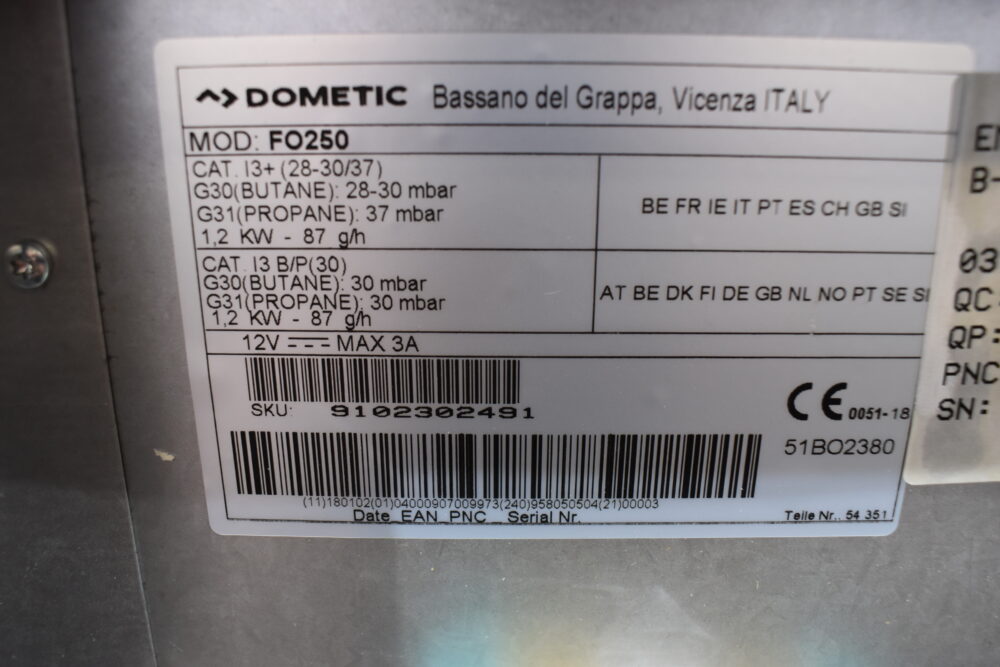 DOMETIC Bassano del Grappa, Vicenza ITALY
MOD: FO250
CAT. I3+ (28-30/37)
G30(BUTANE): 28-30 mbar
G31(PROPANE): 37 mbar
1,2 KW - 87 g/h
BE FR IE IT PT ES CH GB SI
CAT. I3 B/P(30)
G30(BUTANE): 30 mbar
G31(PROPANE): 30 mbar
1,2 KW - 87 g/h
AT BE DK FI DE GB NL NO PT SE SI
12V MAX 3A
SKU: 9102302491
CE 0051-18
51BO2380
(11)180102(01)04000907009973(240)958050504(21)00003
Date_EAN_PNC_ Serial Nr.
Teile Nr.. 54 351
B-
03
QC
QP:
PNC
SN: